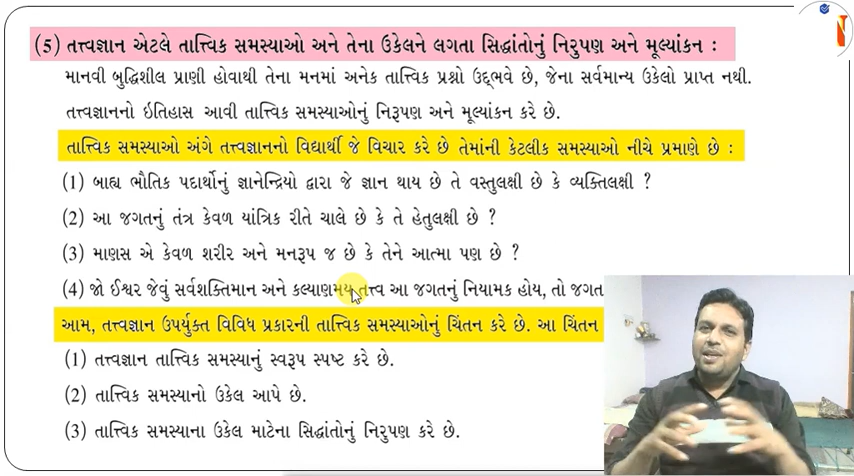 (5) તત્ત્વજ્ઞાન એટલે તાત્ત્વિક સમસ્યાઓ અને તેના ઉકેલને લગતા સિદ્ધાંતોનું નિરુપણ અને મૂલ્યાંકન :
માનવી બુદ્ધિશીલ પ્રાણી હોવાથી તેના મનમાં અનેક તાત્ત્વિક પ્રશ્નો ઉદ્ભવે છે, જેના સર્વમાન્ય ઉકેલો પ્રાપ્ત નથી.
તત્ત્વજ્ઞાનનો ઇતિહાસ આવી તાત્ત્વિક સમસ્યાઓનું નિરૂપણ અને મૂલ્યાંકન કરે છે.
તાત્ત્વિક સમસ્યાઓ અંગે તત્ત્વજ્ઞાનનો વિદ્યાર્થી જે વિચાર કરે છે તેમાંની કેટલીક સમસ્યાઓ નીચે પ્રમાણે છે :
(1) બાહ્ય ભૌતિક પદાર્થોનું જ્ઞાનેન્દ્રિયો દ્વારા જે જ્ઞાન થાય છે તે વસ્તુલક્ષી છે કે વ્યક્તિલક્ષી ?
(2) આ જગતનું તંત્ર કેવળ યાંત્રિક રીતે ચાલે છે કે તે હેતુલક્ષી છે ?
(3) માણસ એ કેવળ શરીર અને મનરૂપ જ છે કે તેને આત્મા પણ છે ?
(4) જો ઈશ્વર જેવું સર્વશક્તિમાન અને કલ્યાણમય તત્ત્વ આ જગતનું નિયામક હોય, તો જગત
આમ, તત્ત્વજ્ઞાન ઉપર્યુક્ત વિવિધ પ્રકારની તાત્ત્વિક સમસ્યાઓનું ચિંતન કરે છે. આ ચિંતન
(1) તત્ત્વજ્ઞાન તાત્ત્વિક સમસ્યાનું સ્વરૂપ સ્પષ્ટ કરે છે.
(2) તાત્ત્વિક સમસ્યાનો ઉકેલ આપે છે.
(3) તાત્ત્વિક સમસ્યાના ઉકેલ માટેના સિદ્ધાંતોનું નિરુપણ કરે છે.